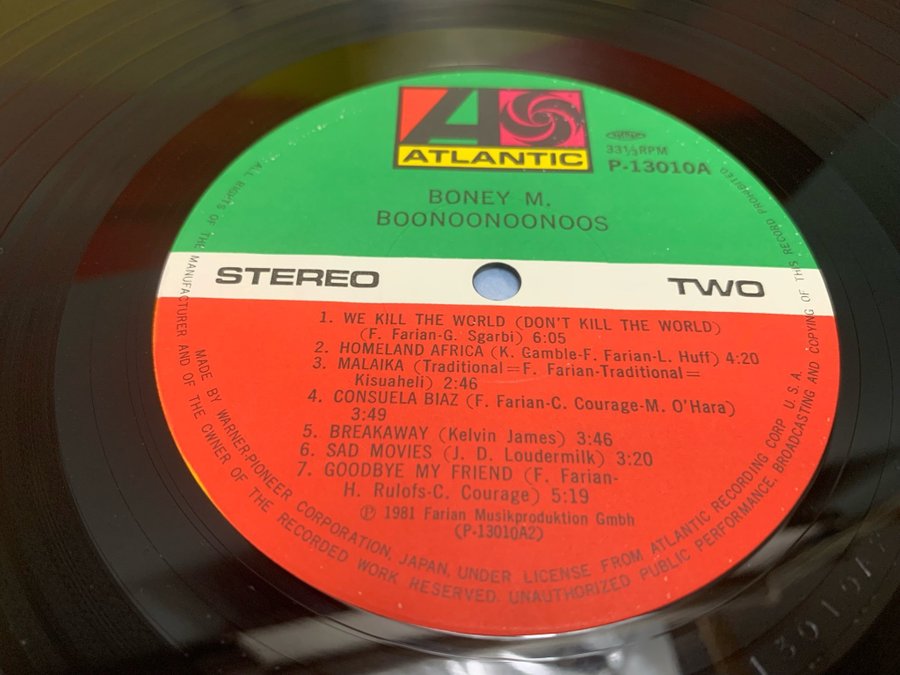 ATLANTIC
33⅓RPM
P-13010A
BONEY M.
BOONOONOONOOS
STEREO
TWO
1. WE KILL THE WORLD (DON'T KILL THE WORLD)
(F. Farian-G. Sgarbi) 6:05
2. HOMELAND AFRICA (K. Gamble-F. Farian-L. Huff) 4:20
3. MALAIKA (Traditional=F. Farian-Traditional=
Kisuaheli) 2:46
4. CONSUELA BIAZ (F. Farian-C. Courage-M. O'Hara)
3:49
5. BREAKAWAY (Kelvin James) 3:46
6. SAD MOVIES (J. D. Loudermilk) 3:20
7. GOODBYE MY FRIEND (F. Farian-
H. Rulofs-C. Courage) 5:19
℗ 1981 Farian Musikproduktion Gmbh
(P-13010A2)
MADE BY WARNER-PIONEER CORPORATION, JAPAN, UNDER LICENSE FROM ATLANTIC RECORDING CORP U.S.A.
ALL RIGHTS OF THE MANUFACTURER AND OF THE OWNER OF THE RECORDED WORK RESERVED. UNAUTHORIZED PUBLIC PERFORMANCE, BROADCASTING AND COPYING OF THIS RECORD PROHIBITED